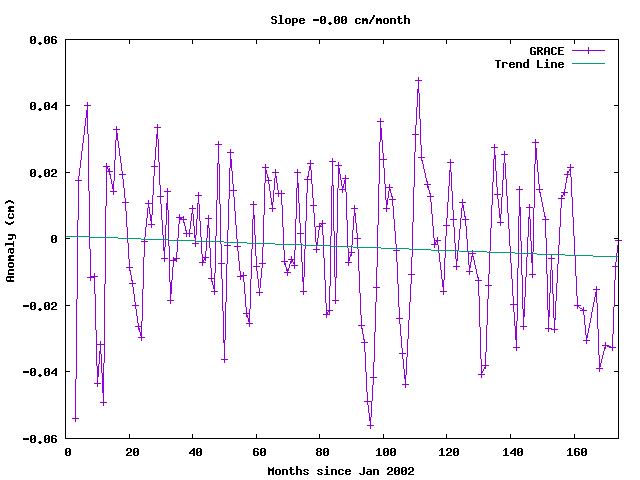 Slope -0.00 cm/month
GRACE
Trend Line
0.06
0.04
0.02
0
-0.02
-0.04
-0.06
Anomaly (cm)
0 20 40 60 80 100 120 140 160
Months since Jan 2002